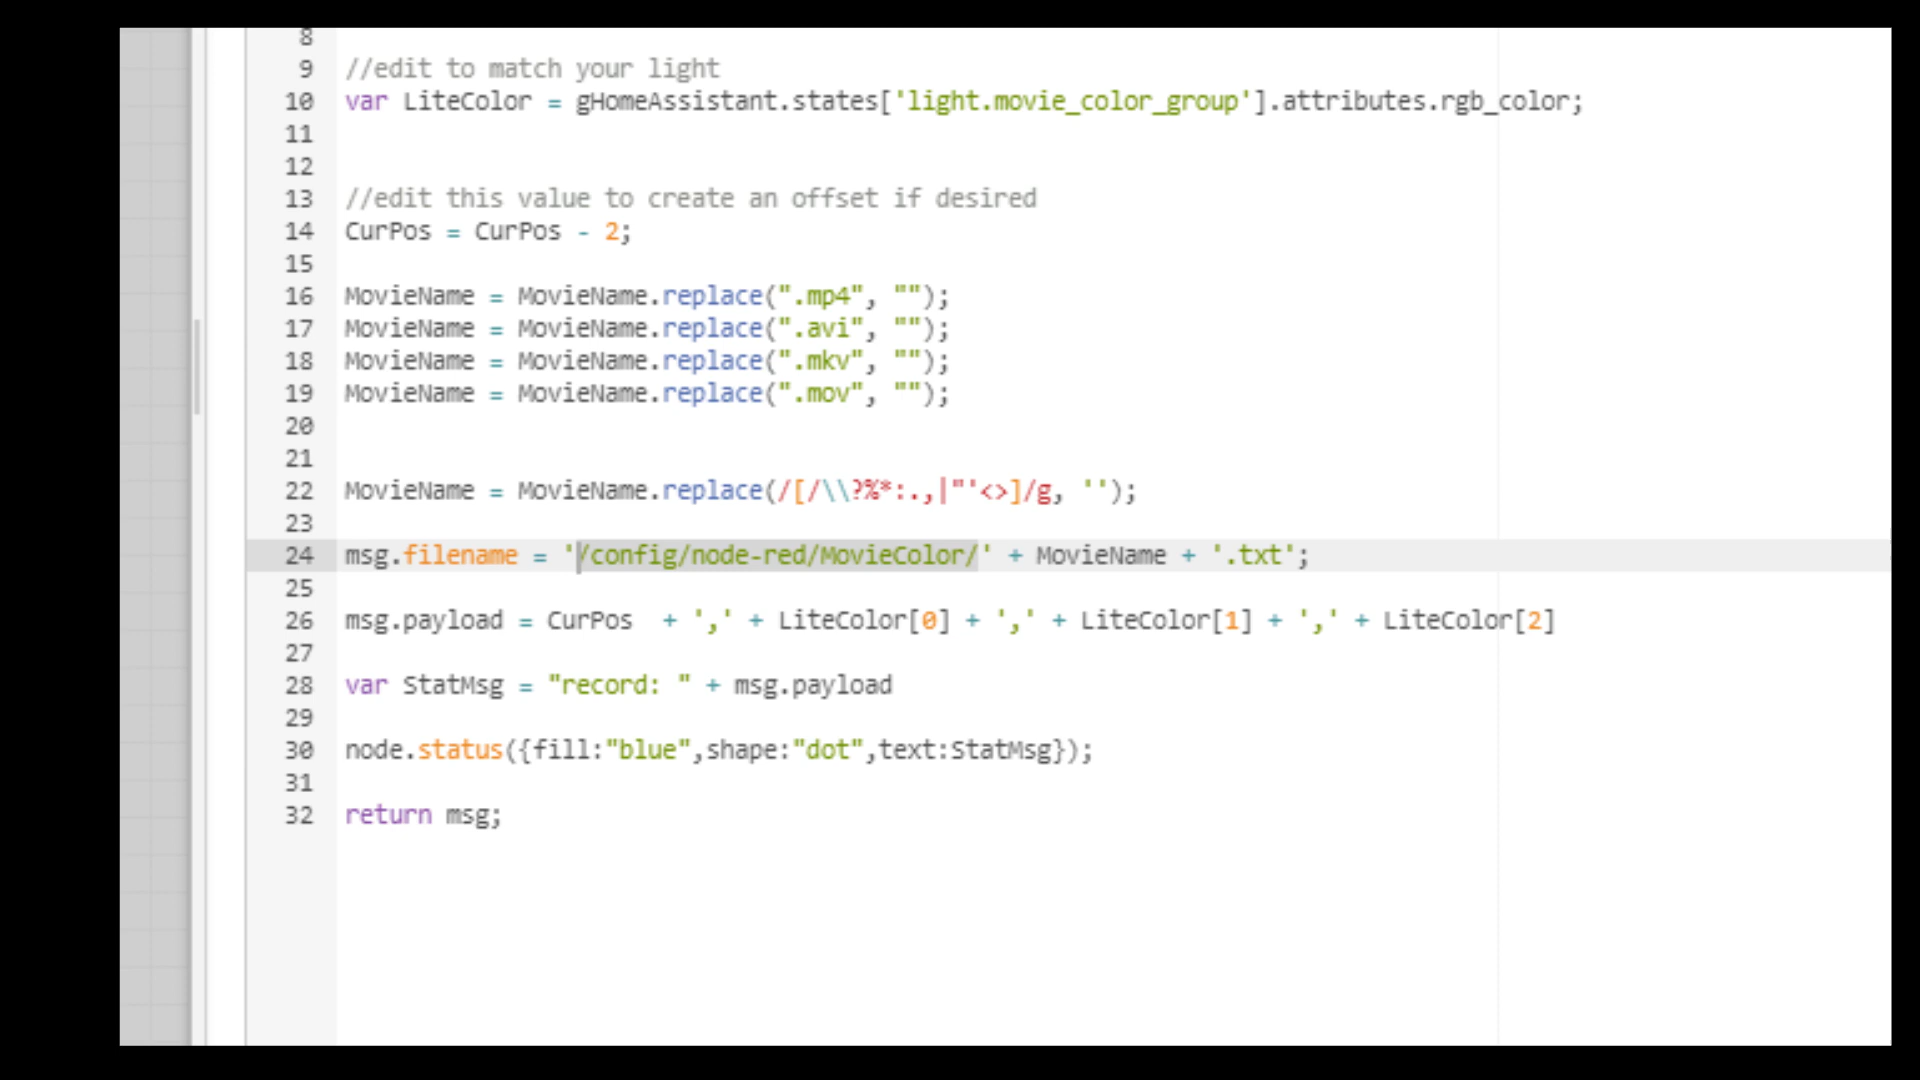 8
9 //edit to match your light
10 var LiteColor = gHomeAssistant.states['light.movie_color_group'].attributes.rgb_color;
11
12
13 //edit this value to create an offset if desired
14 CurPos = CurPos - 2;
15
16 MovieName = MovieName.replace(".mp4", "");
17 MovieName = MovieName.replace(".avi", "");
18 MovieName = MovieName.replace(".mkv", "");
19 MovieName = MovieName.replace(".mov", "");
20
21
22 MovieName = MovieName.replace(/[/\\?%*:.,|"'<>]/g, '');
23
24 msg.filename = '/config/node-red/MovieColor/' + MovieName + '.txt';
25
26 msg.payload = CurPos  + ',' + LiteColor[0] + ',' + LiteColor[1] + ',' + LiteColor[2]
27
28 var StatMsg = "record: " + msg.payload
29
30 node.status({fill:"blue",shape:"dot",text:StatMsg});
31
32 return msg;